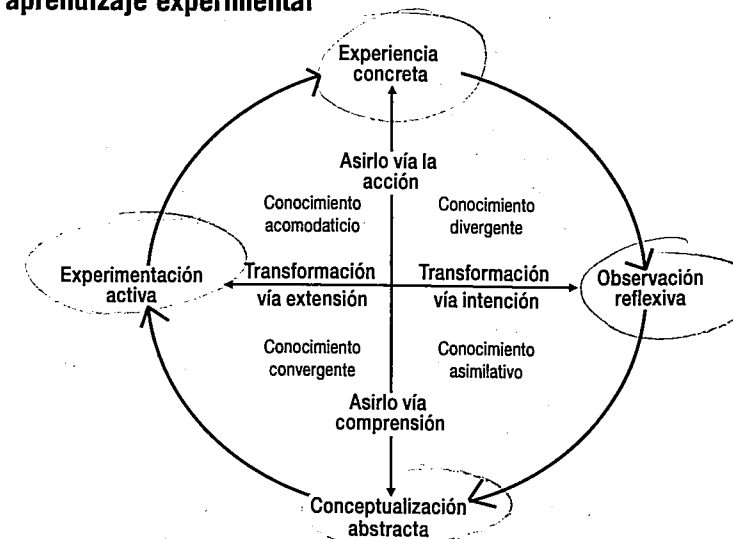 aprendizaje experimental
Experiencia
concreta
Asirlo vía la
acción
Conocimiento
acomodaticio
Conocimiento
divergente
Experimentación
activa
Transformación
vía extensión
Transformación
vía intención
Observación
reflexiva
Conocimiento
convergente
Conocimiento
asimilativo
Asirlo vía
comprensión
Conceptualización
abstracta